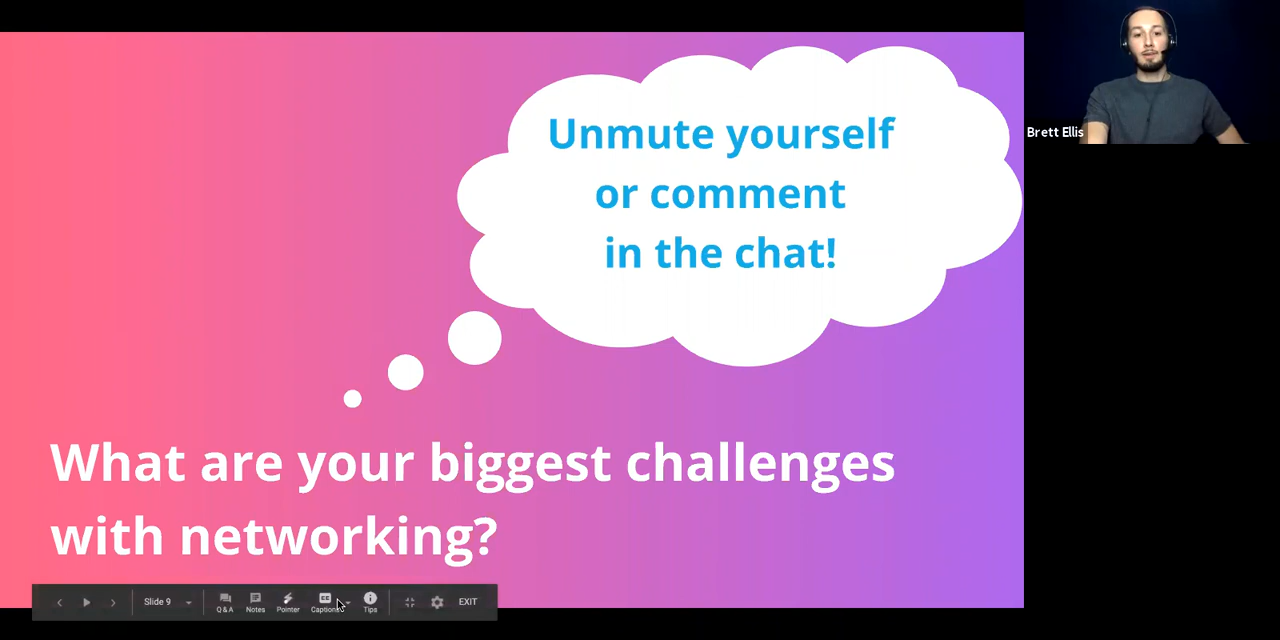 Unmute yourself
or comment
in the chat!
Brett Ellis
What are your biggest challenges
with networking?
Slide 9
Q & A
Notes
Pointer
Captions
Tips
EXIT